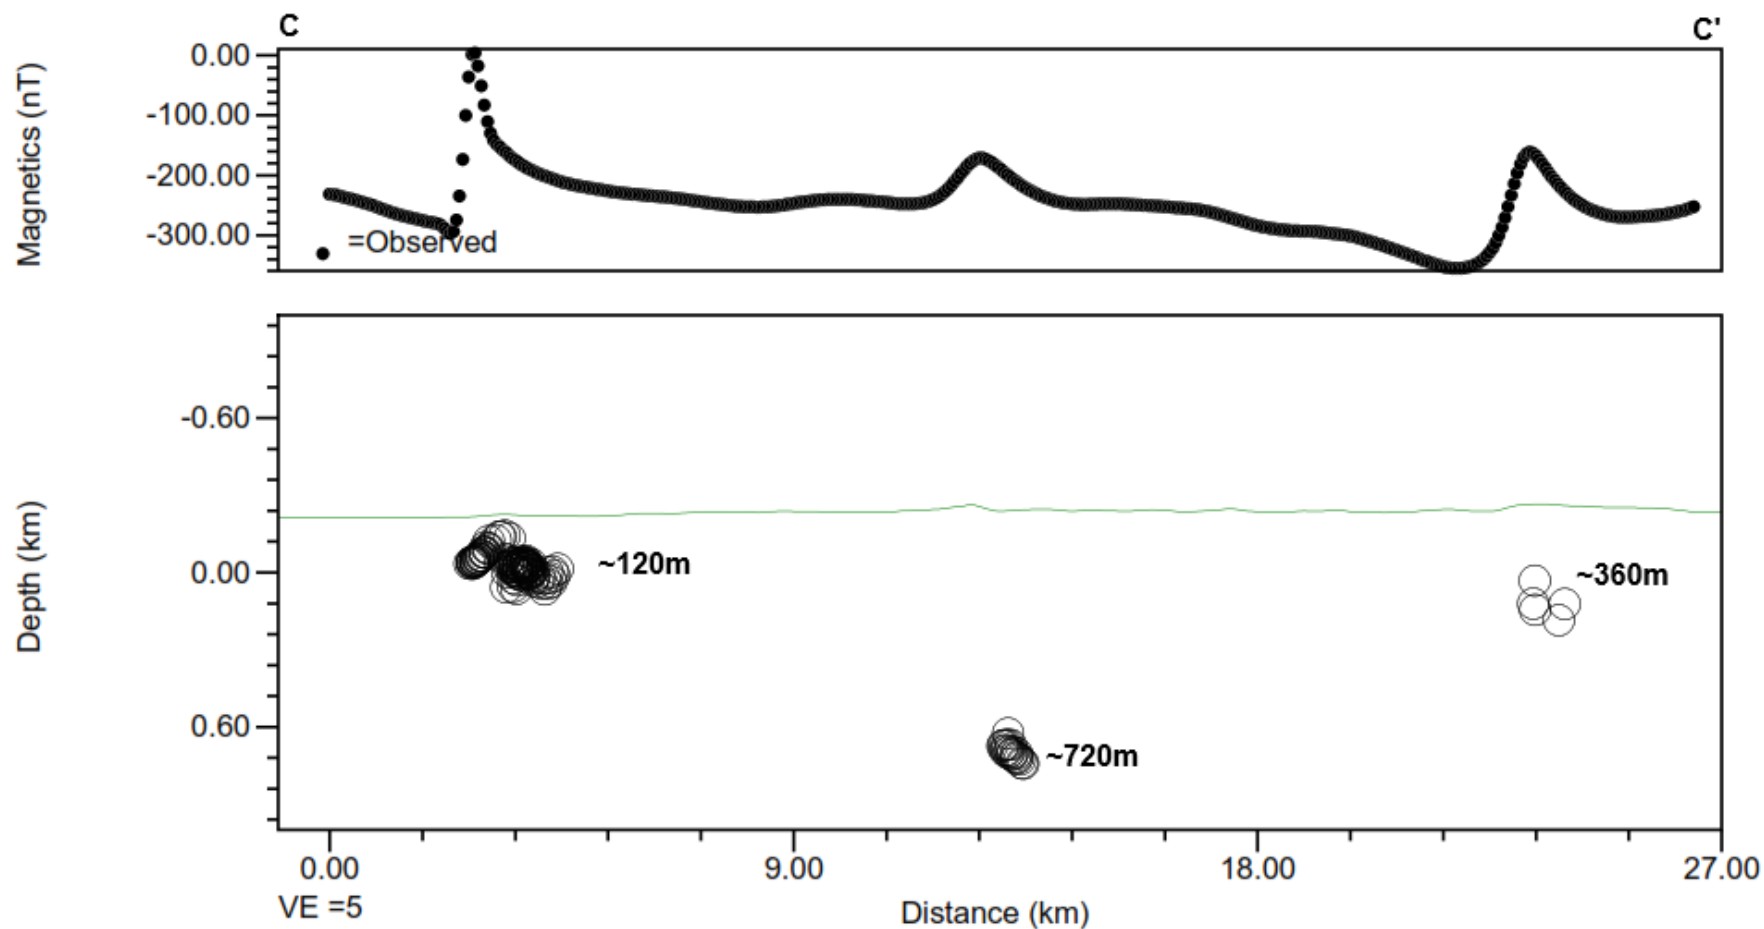 C
C'
Magnetics (nT)
0.00
-100.00
-200.00
-300.00
=Observed
Depth (km)
-0.60
0.00
0.60
~120m
~360m
~720m
0.00
9.00
18.00
27.00
VE =5
Distance (km)